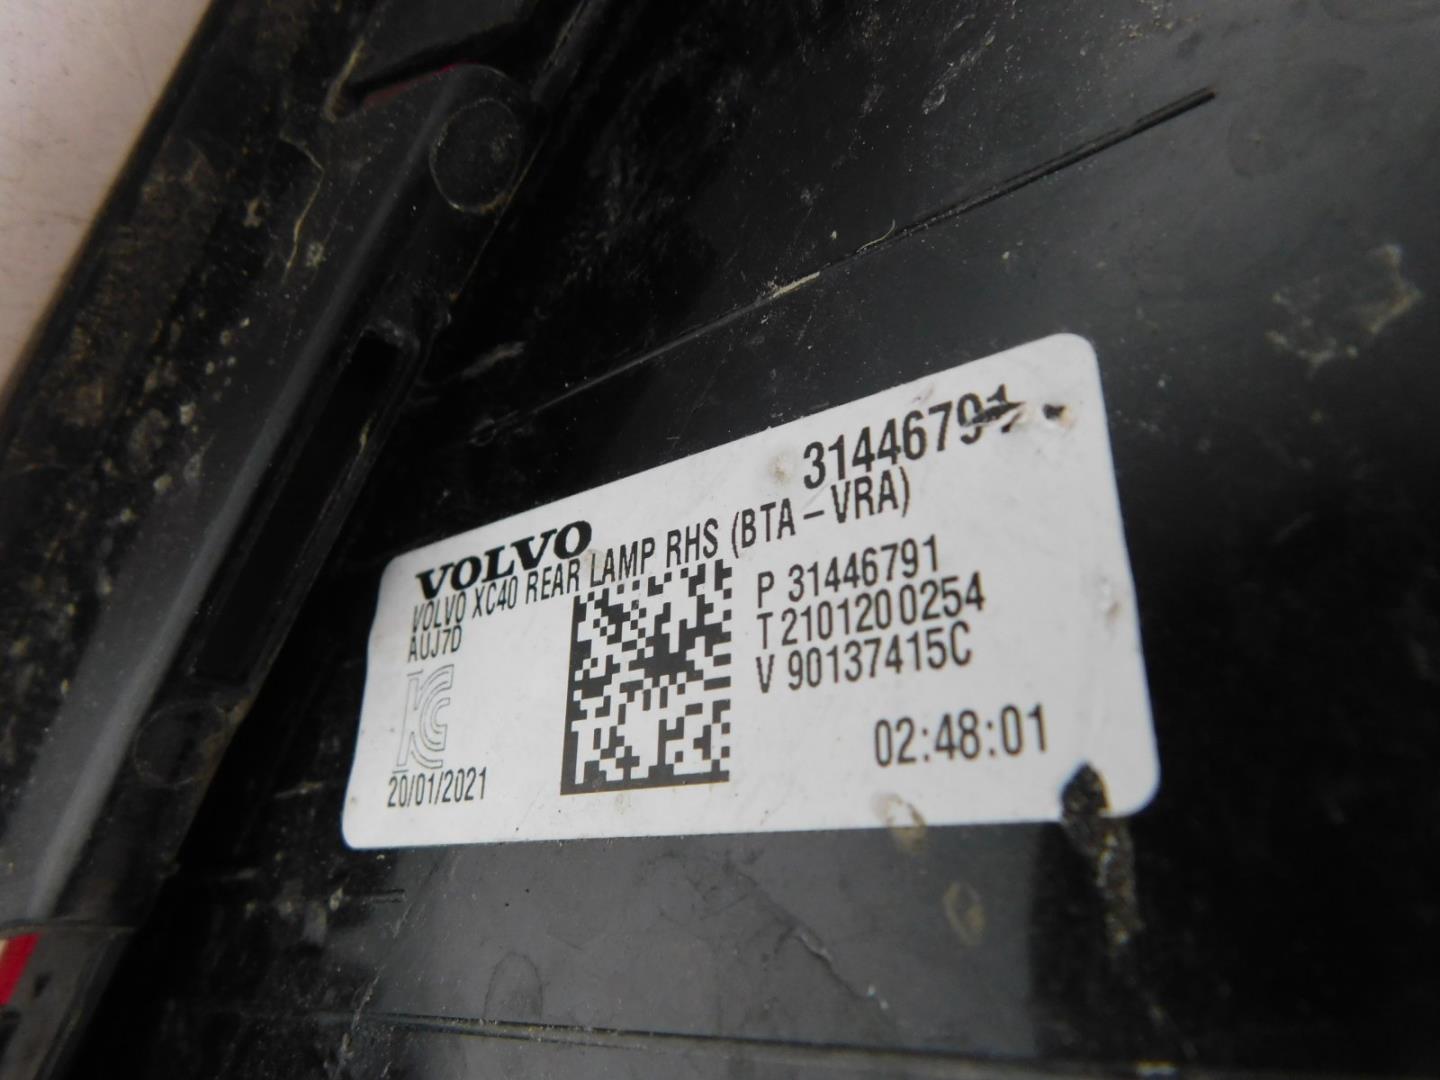 31446791
VOLVO
VOLVO XC40 REAR LAMP RHS (BTA-VRA)
AUJ7D
P 31446791
T 2101200254
V 90137415C
KC
20/01/2021
02:48:01